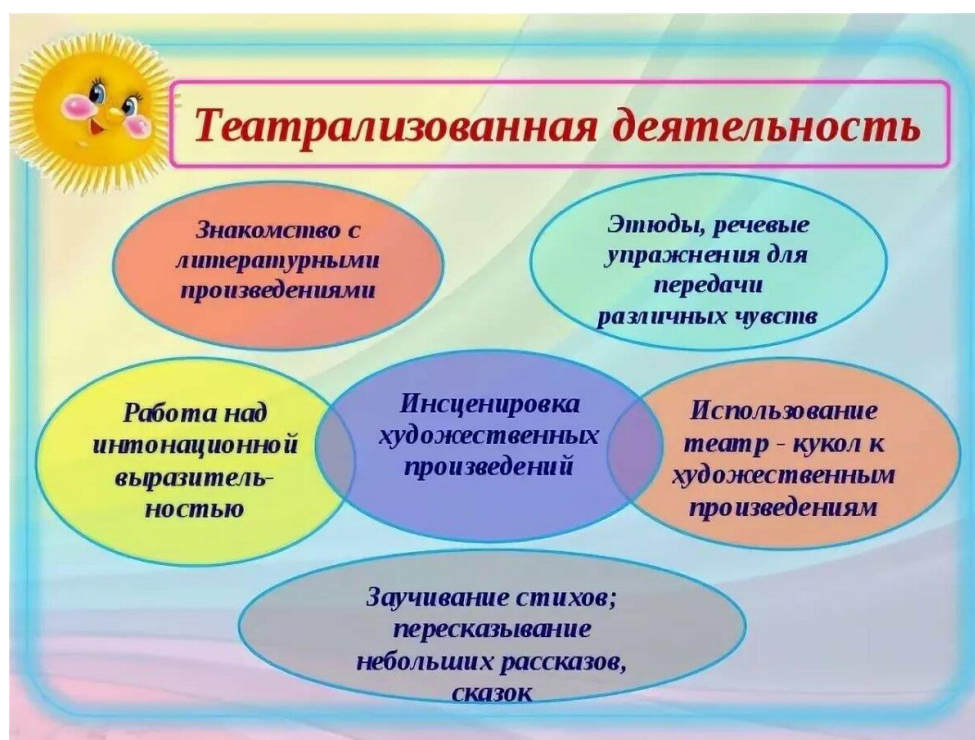 Театрализованная деятельность
Знакомство с
литературными
произведениями
Этюды, речевые
упражнения для
передачи
различных чувств
Работа над
интонационной
выразитель-
ностью
Инсценировка
художественных
произведений
Использование
театр - кукол к
художественным
произведениям
Заучивание стихов;
пересказывание
небольших рассказов,
сказок